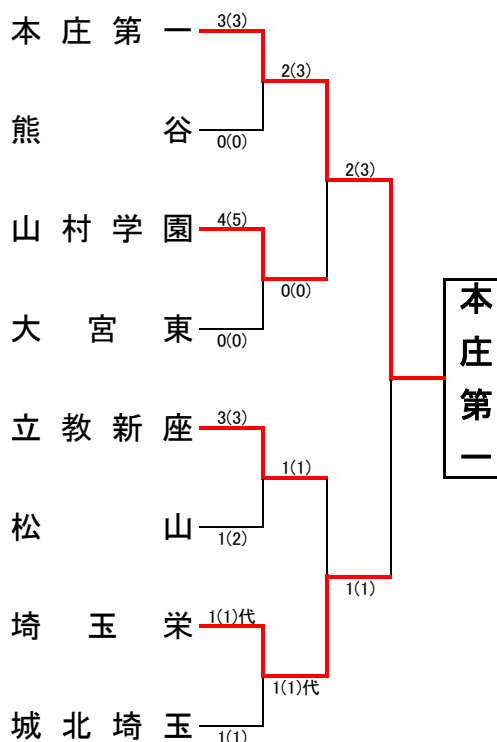 本庄第一
3(3)
2(3)
熊谷
0(0)
2(3)
山村学園
4(5)
0(0)
大宮東
0(0)
本庄第一
立教新座
3(3)
1(1)
松山
1(2)
1(1)
埼玉栄
1(1)代
1(1)代
城北埼玉
1(1)